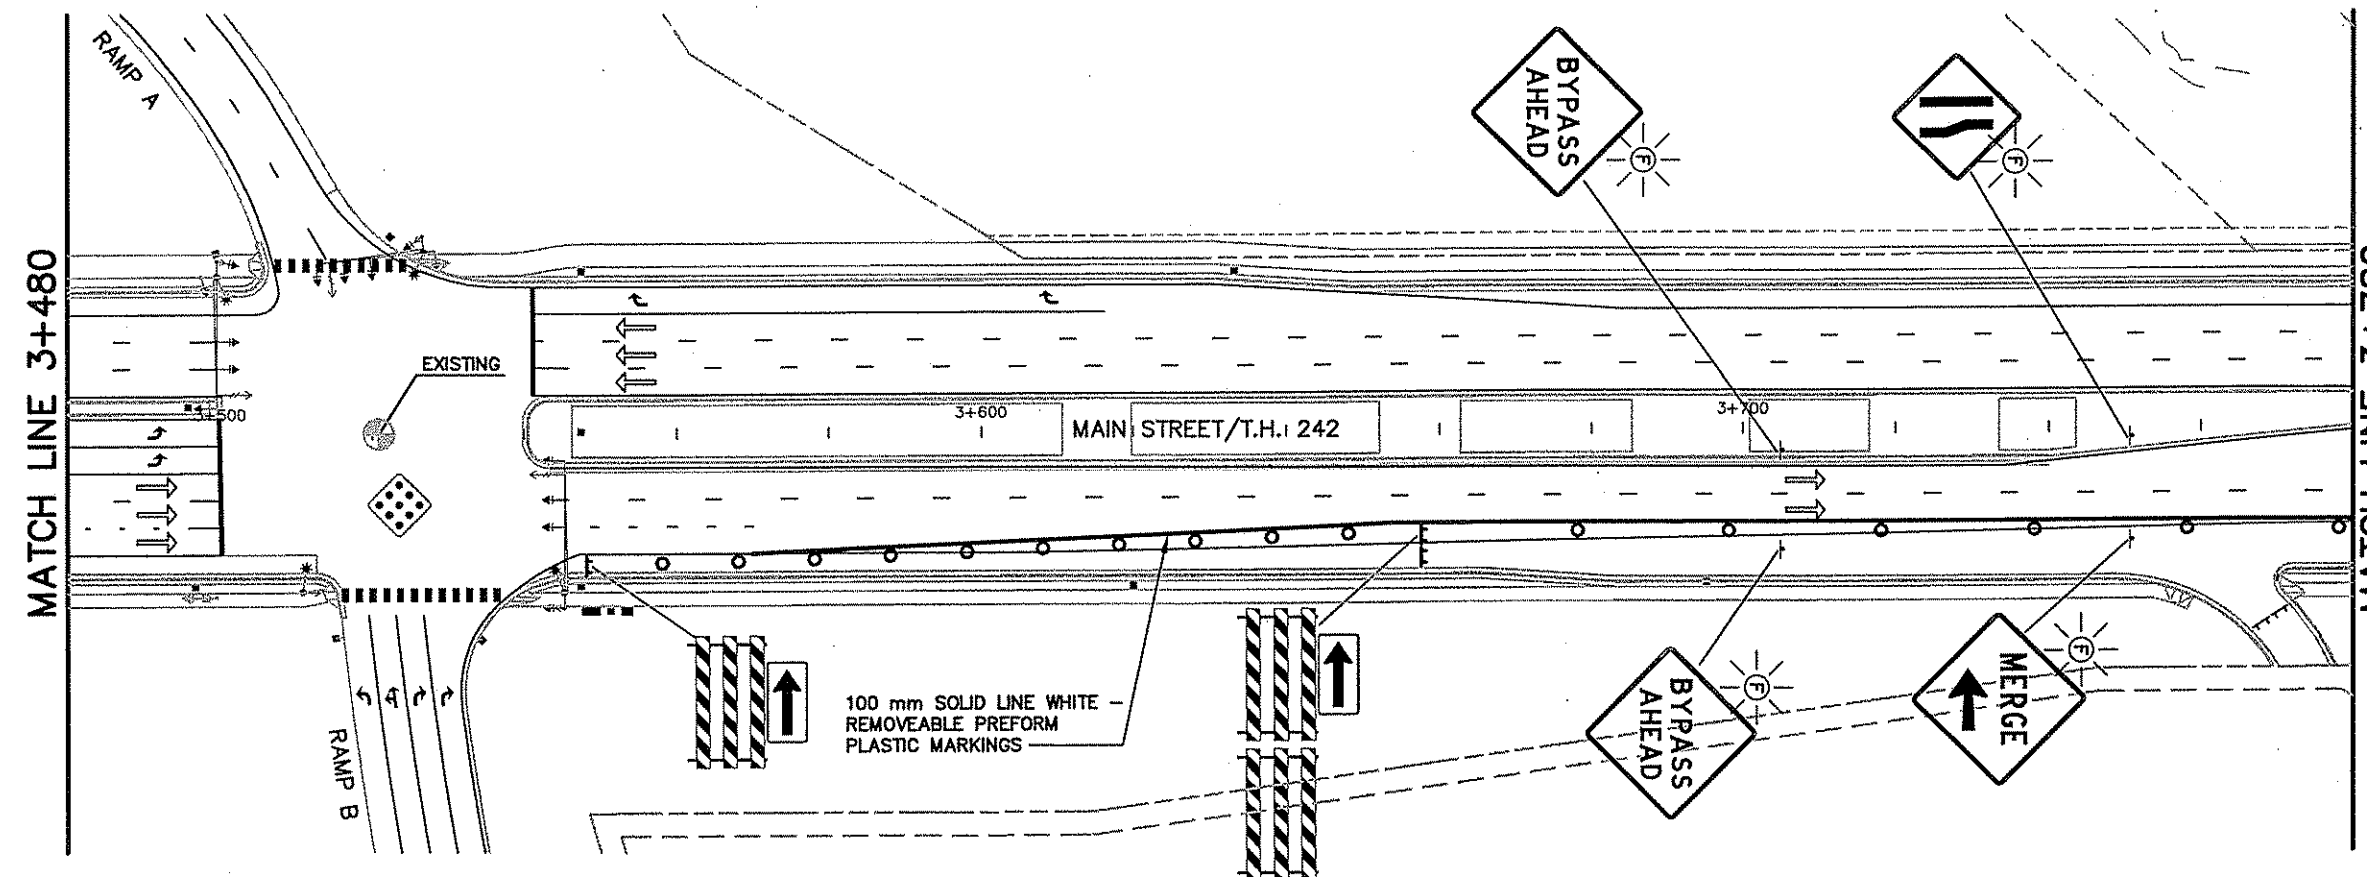 RAMP A
BYPASS
AHEAD
F
F
MATCH LINE 3+480
EXISTING
3+500
3+600
3+700
MAIN STREET/T.H. 242
100 mm SOLID LINE WHITE
REMOVEABLE PREFORM
PLASTIC MARKINGS
RAMP B
BYPASS
AHEAD
F
MERGE
F